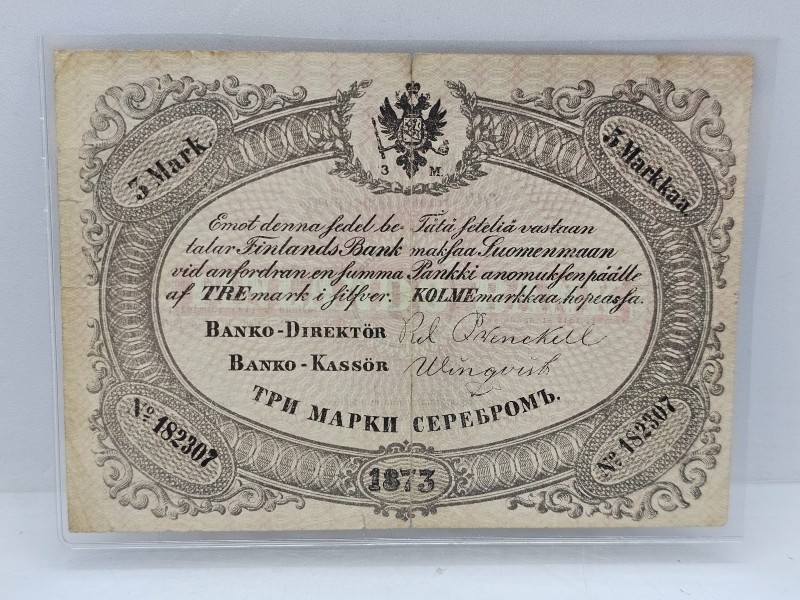 3 Mark
3 Markkaa
3 M.
Emot denna sedel be-
talar Finlands Bank
vid anfordran en summa
af TRE mark i silfver.
Tätä seteliä vastaan
maksaa Suomenmaan
Pankki anomuksen päälle
KOLME markkaa hopeassa.
BANKO-DIREKTÖR
BANKO-KASSÖR
Winqvist
ТРИ МАРКИ СЕРЕБРОМЪ.
№ 182307
№ 182307
1873